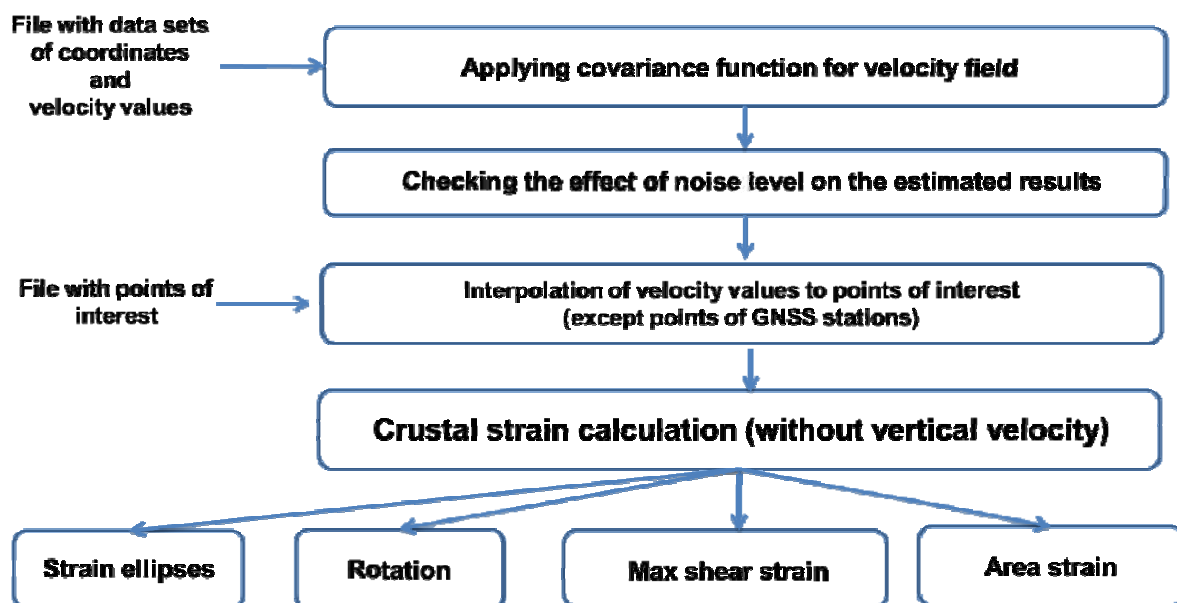 File with data sets
of coordinates
and
velocity values
Applying covariance function for velocity field
Checking the effect of noise level on the estimated results
File with points of
interest
Interpolation of velocity values to points of interest
(except points of GNSS stations)
Crustal strain calculation (without vertical velocity)
Strain ellipses
Rotation
Max shear strain
Area strain